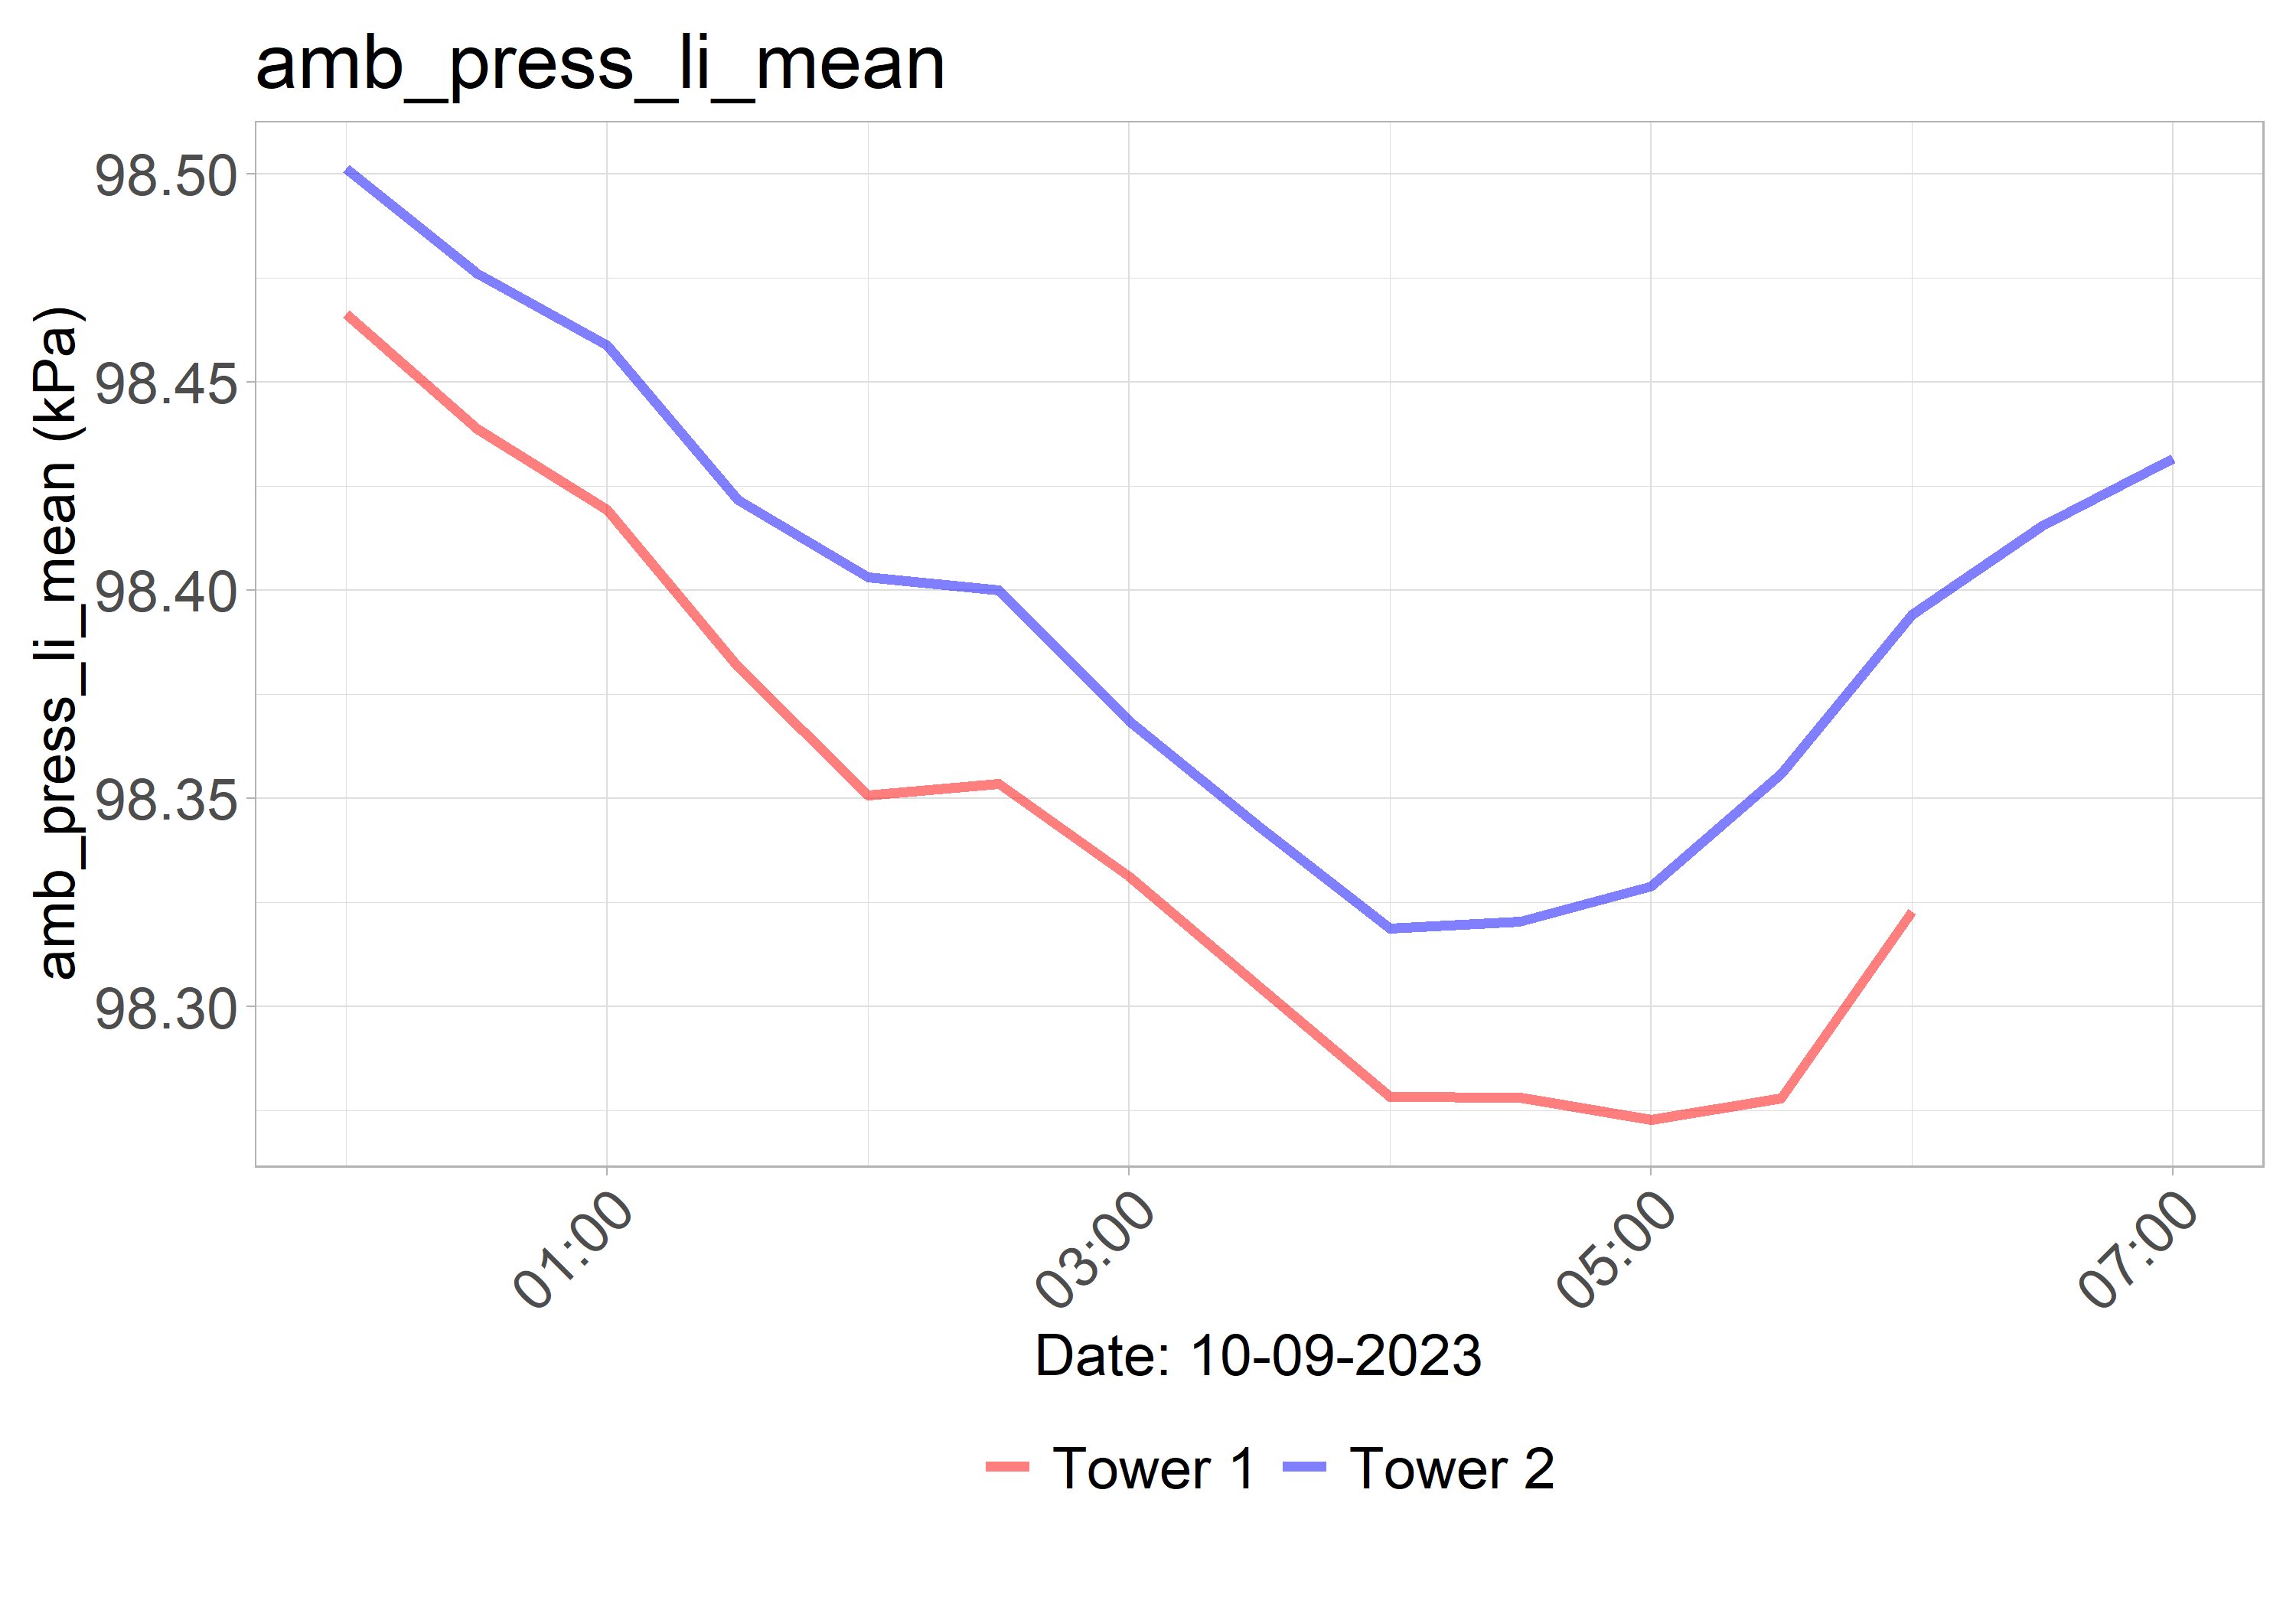 amb_press_li_mean
amb_press_li_mean (kPa)
98.50
98.45
98.40
98.35
98.30
01:00
03:00
05:00
07:00
Date: 10-09-2023
Tower 1
Tower 2